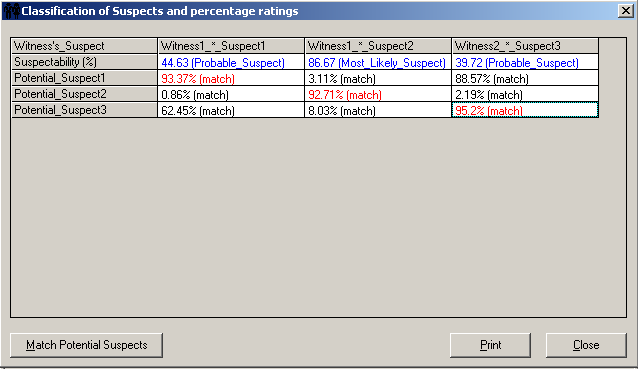 Classification of Suspects and percentage ratings
Witness's_Suspect Witness1_*_Suspect1 Witness1_*_Suspect2 Witness2_*_Suspect3
Suspectability (%) 44.63 (Probable_Suspect) 86.67 (Most_Likely_Suspect) 39.72 (Probable_Suspect)
Potential_Suspect1 93.37% (match) 3.11% (match) 88.57% (match)
Potential_Suspect2 0.86% (match) 92.71% (match) 2.19% (match)
Potential_Suspect3 62.45% (match) 8.03% (match) 95.2% (match)
Match Potential Suspects Print Close